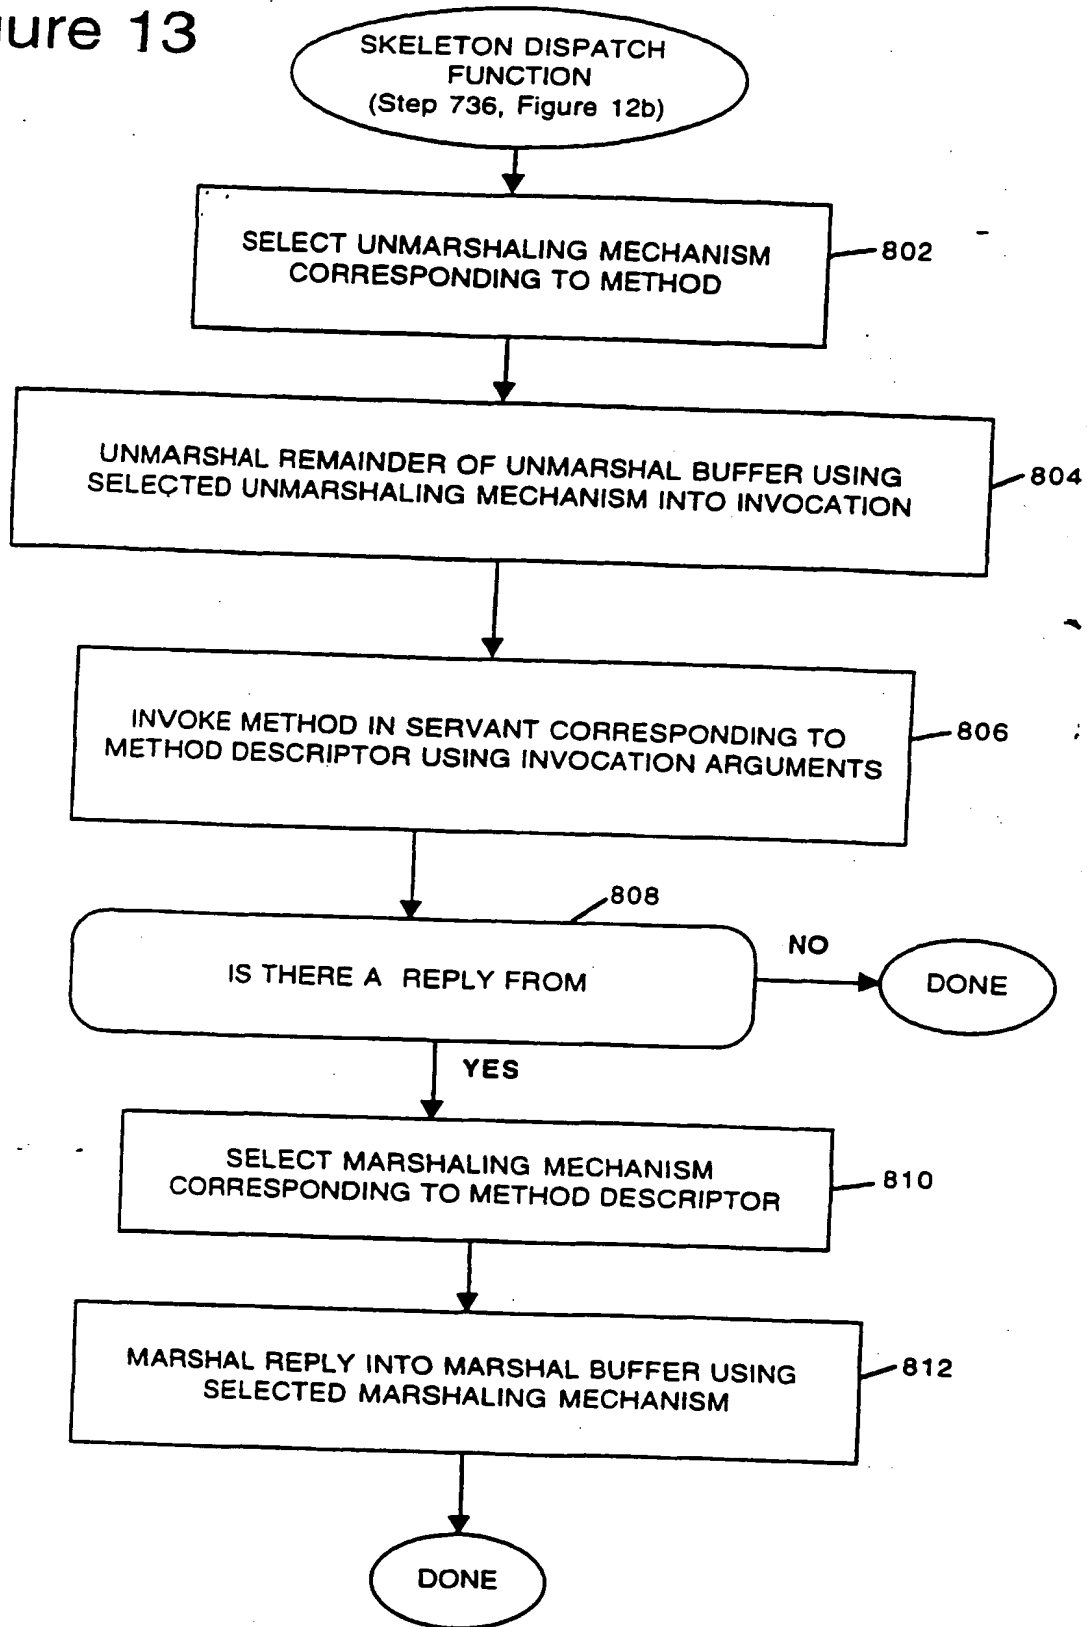 ure 13
SKELETON DISPATCH
FUNCTION
(Step 736, Figure 12b)
SELECT UNMARSHALING MECHANISM
CORRESPONDING TO METHOD
802
UNMARSHAL REMAINDER OF UNMARSHAL BUFFER USING
SELECTED UNMARSHALING MECHANISM INTO INVOCATION
804
INVOKE METHOD IN SERVANT CORRESPONDING TO
METHOD DESCRIPTOR USING INVOCATION ARGUMENTS
806
808
IS THERE A REPLY FROM
NO
DONE
YES
SELECT MARSHALING MECHANISM
CORRESPONDING TO METHOD DESCRIPTOR
810
MARSHAL REPLY INTO MARSHAL BUFFER USING
SELECTED MARSHALING MECHANISM
812
DONE